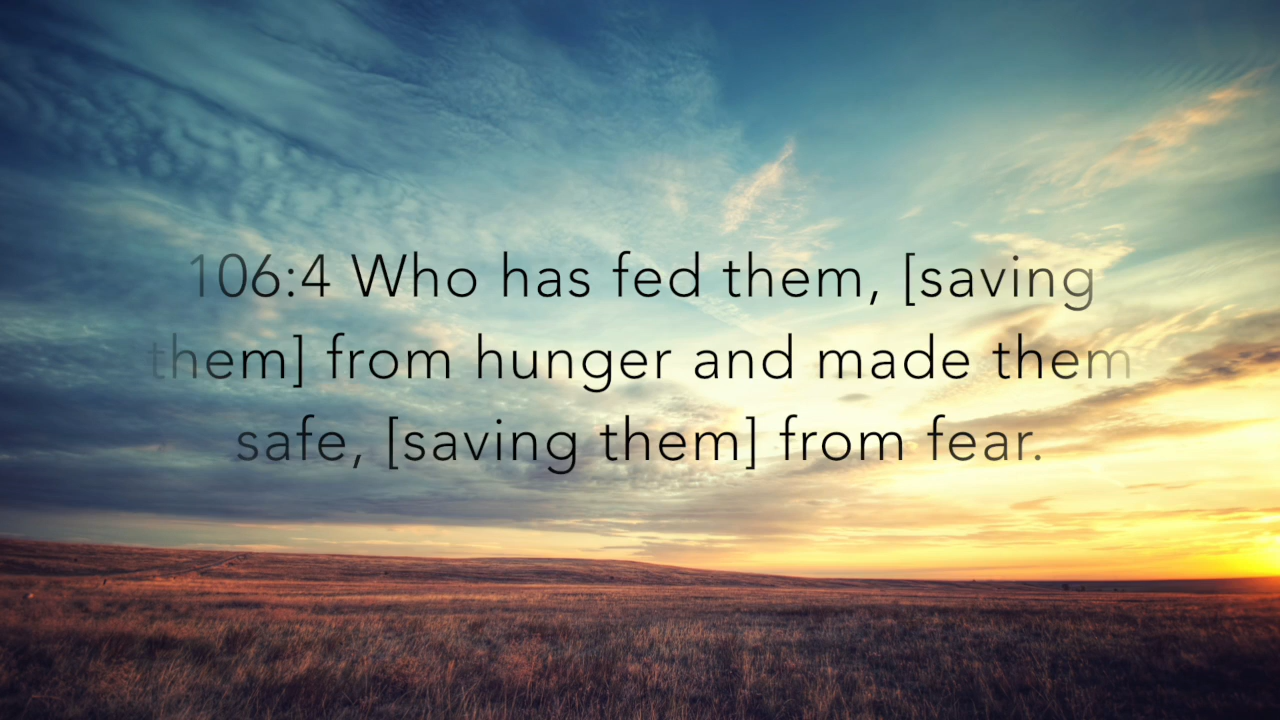 106:4 Who has fed them, [saving
them] from hunger and made them
safe, [saving them] from fear.